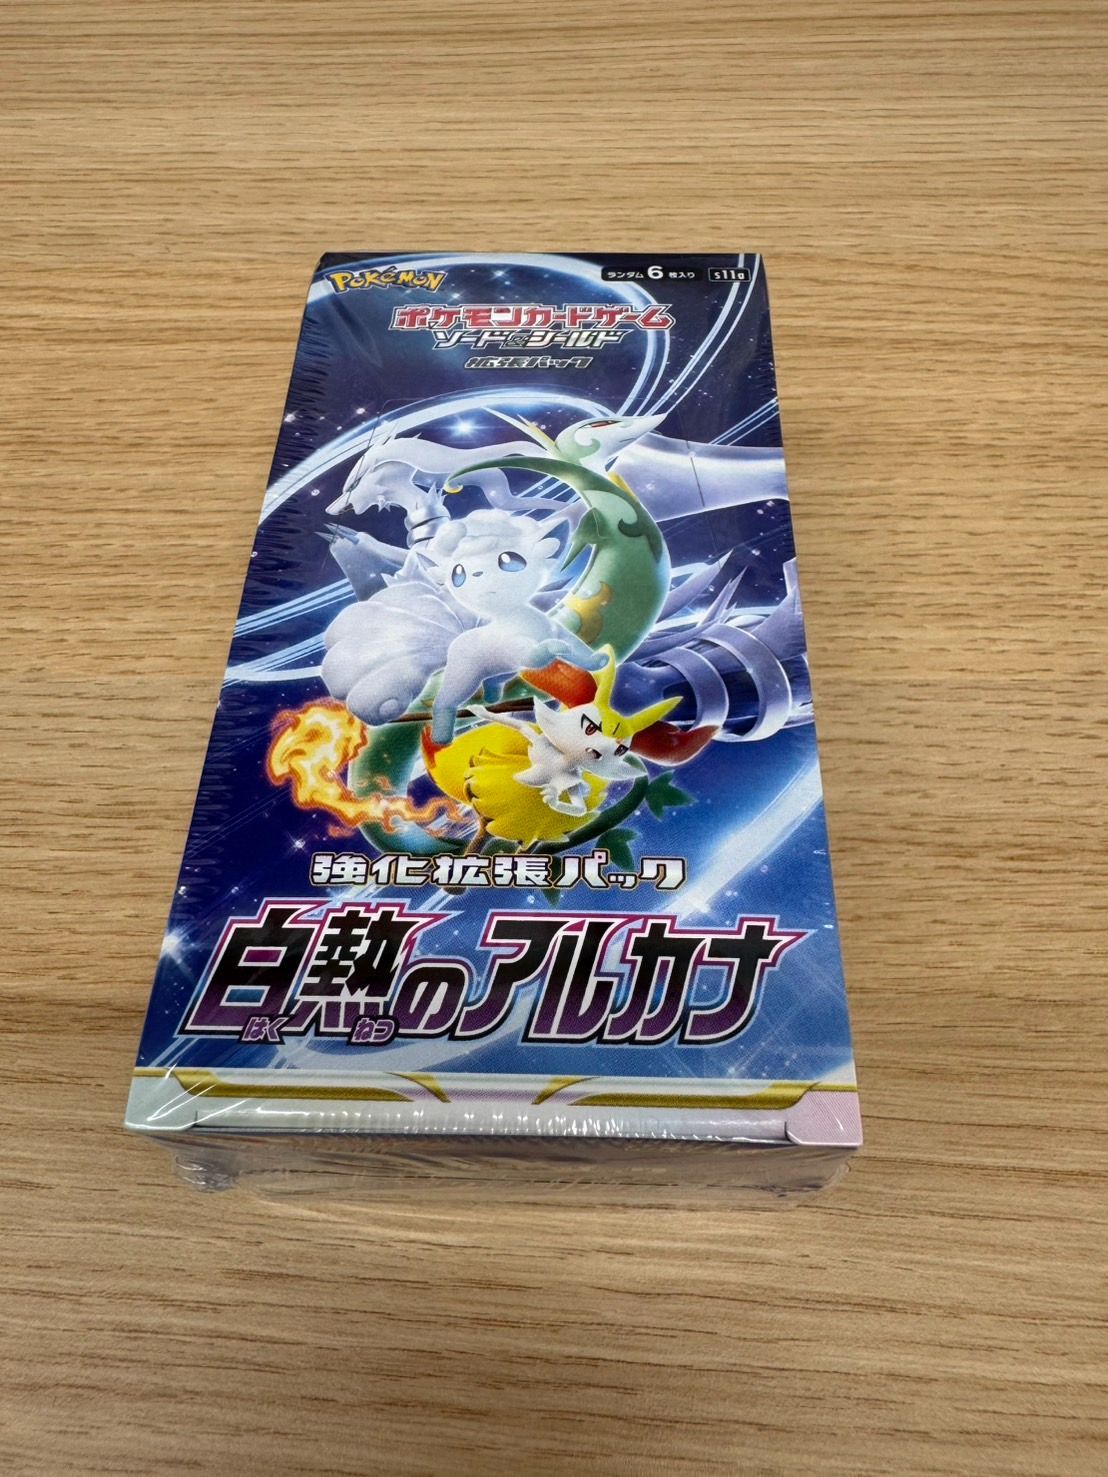 POKÉMON
ランダム6枚入り s11a
ポケモンカードゲーム
ソード&シールド
拡張パック
強化拡張パック
白熱のアルカナ
はく ねつ